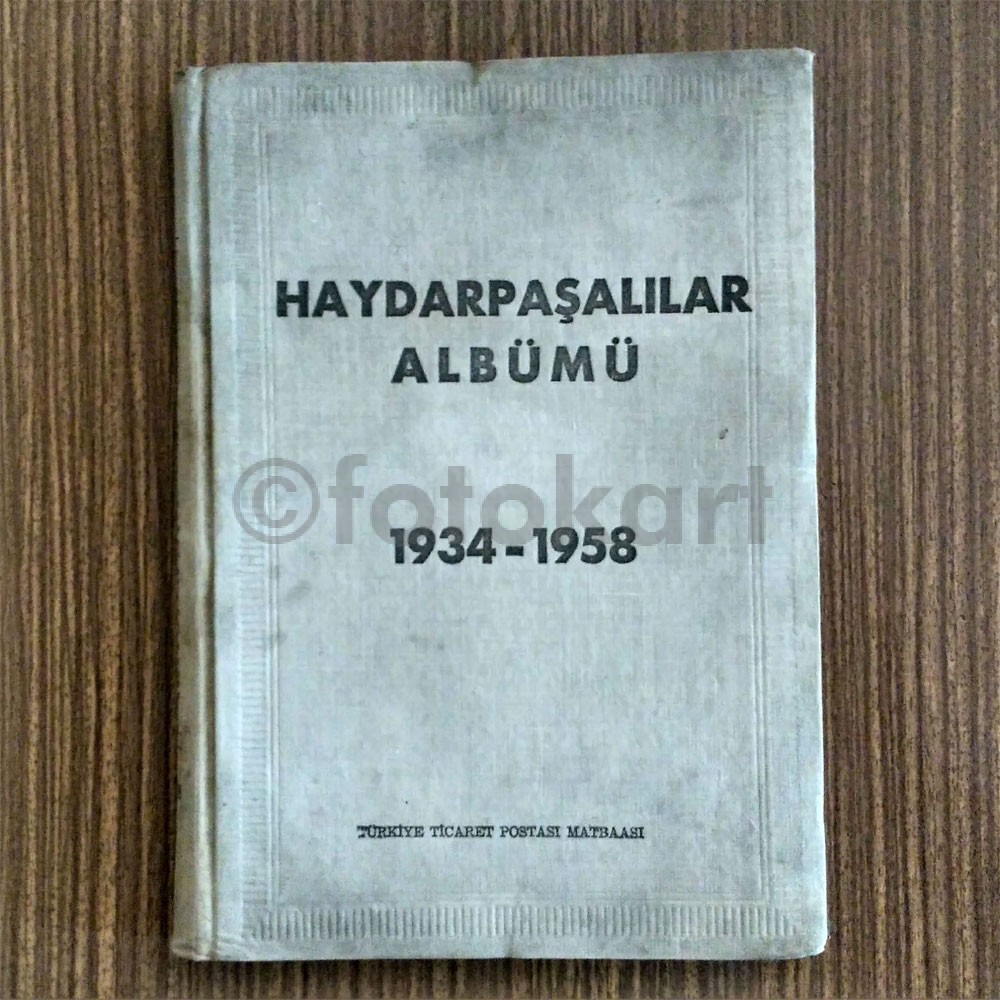 HAYDARPAŞALILAR
ALBÜMÜ
©fotokart
1934-1958
TÜRKİYE TİCARET POSTASI MATBAASI